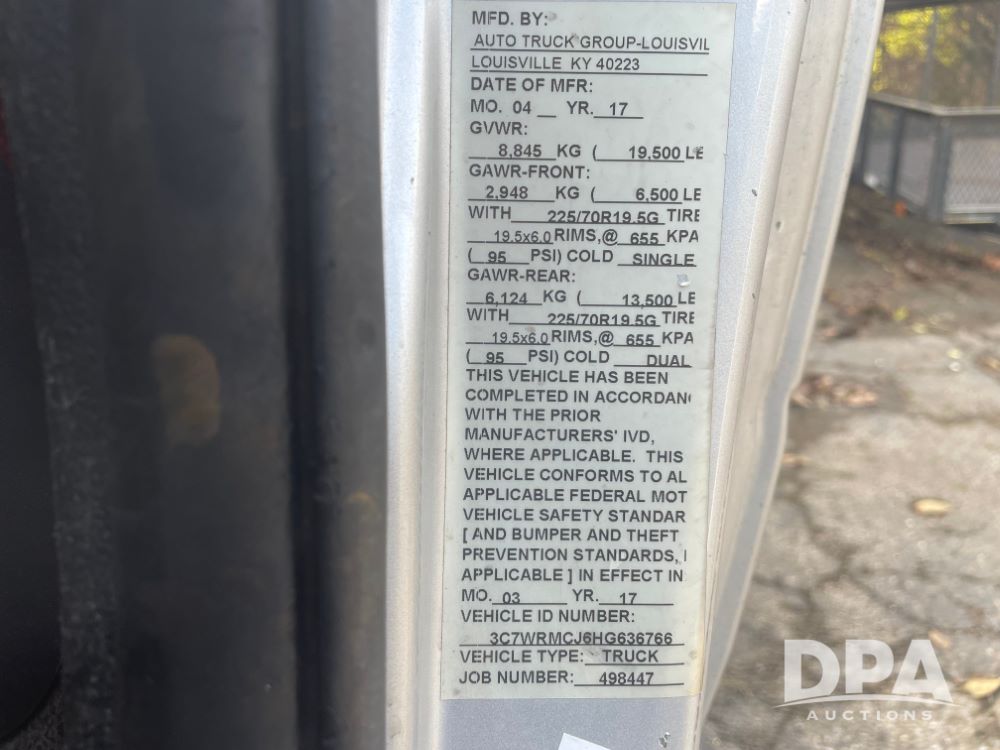 MFD. BY:
AUTO TRUCK GROUP-LOUISVIL
LOUISVILLE KY 40223
DATE OF MFR:
MO. 04 YR. 17
GVWR:
8,845 KG ( 19,500 LE
GAWR-FRONT:
2,948 KG ( 6,500 LE
WITH 225/70R19.5G TIRE
19.5x6.0 RIMS,@ 655 KPA
( 95 PSI) COLD SINGLE
GAWR-REAR:
6,124 KG ( 13,500 LE
WITH 225/70R19.5G TIRE
19.5x6.0 RIMS,@ 655 KPA
( 95 PSI) COLD DUAL
THIS VEHICLE HAS BEEN
COMPLETED IN ACCORDAN
WITH THE PRIOR
MANUFACTURERS' IVD,
WHERE APPLICABLE. THIS
VEHICLE CONFORMS TO AL
APPLICABLE FEDERAL MOT
VEHICLE SAFETY STANDAR
[ AND BUMPER AND THEFT
PREVENTION STANDARDS, I
APPLICABLE ] IN EFFECT IN
MO. 03 YR. 17
VEHICLE ID NUMBER:
3C7WRMCJ6HG636766
VEHICLE TYPE: TRUCK
JOB NUMBER: 498447
DPA
AUCTIONS